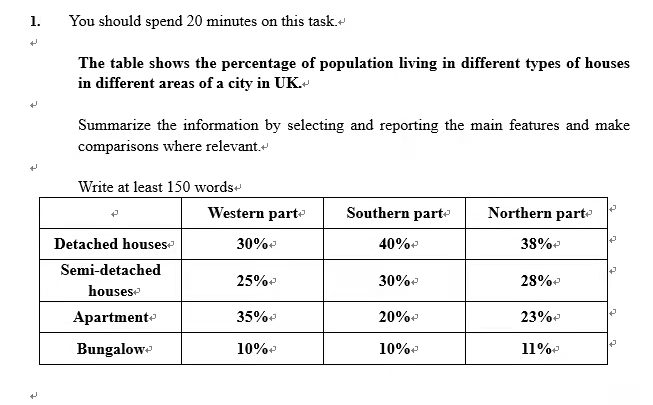 1. You should spend 20 minutes on this task.
The table shows the percentage of population living in different types of houses
in different areas of a city in UK.
Summarize the information by selecting and reporting the main features and make
comparisons where relevant.
Write at least 150 words
Western part Southern part Northern part
Detached houses 30% 40% 38%
Semi-detached
houses 25% 30% 28%
Apartment 35% 20% 23%
Bungalow 10% 10% 11%